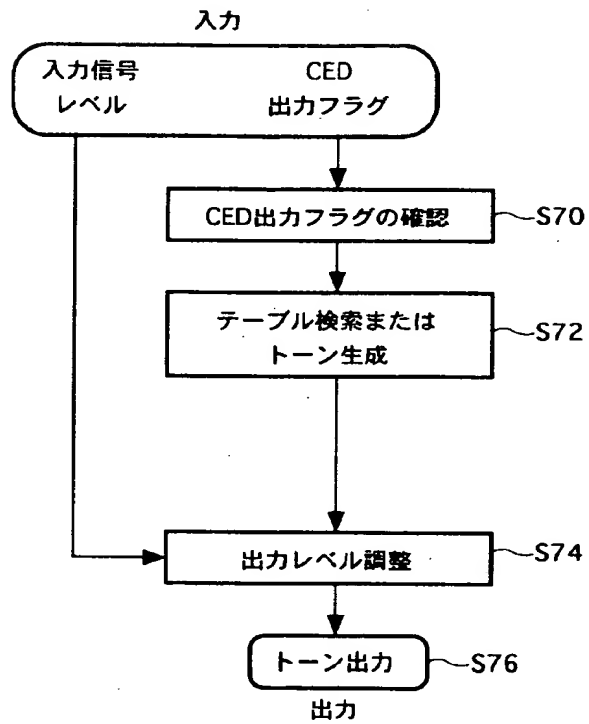 入力
入力信号
レベル
CED
出力フラグ
CED出力フラグの確認
S70
テーブル検索または
トーン生成
S72
出力レベル調整
S74
トーン出力
S76
出力